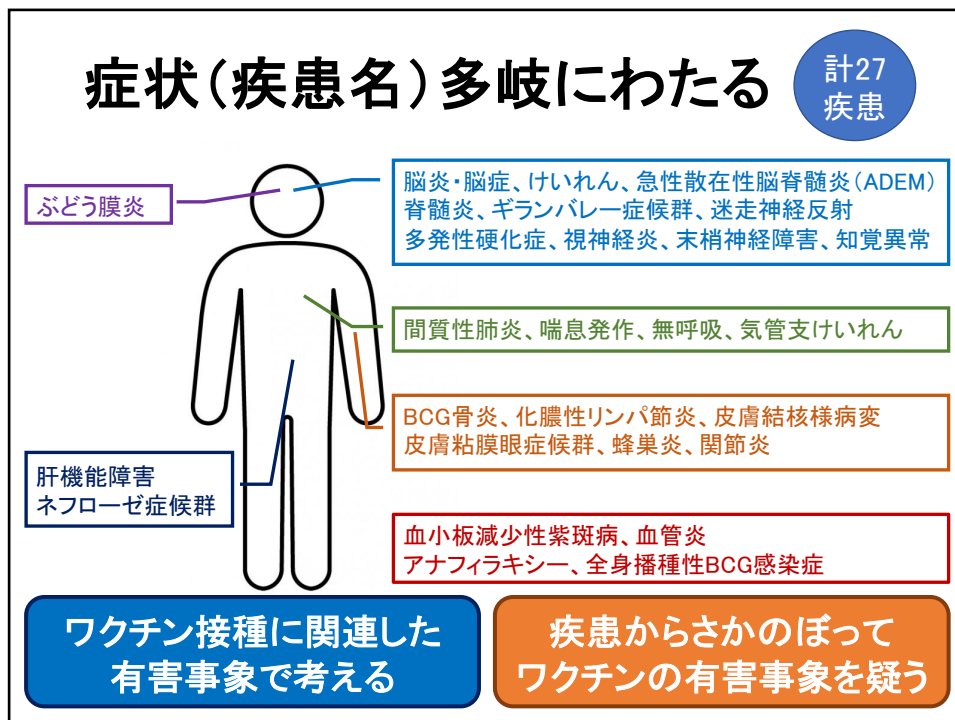 症状(疾患名)多岐にわたる
計27
疾患
ぶどう膜炎
脳炎・脳症、けいれん、急性散在性脳脊髄炎(ADEM)
脊髄炎、ギランバレー症候群、迷走神経反射
多発性硬化症、視神経炎、末梢神経障害、知覚異常
間質性肺炎、喘息発作、無呼吸、気管支けいれん
BCG骨炎、化膿性リンパ節炎、皮膚結核様病変
皮膚粘膜眼症候群、蜂巣炎、関節炎
肝機能障害
ネフローゼ症候群
血小板減少性紫斑病、血管炎
アナフィラキシー、全身播種性BCG感染症
ワクチン接種に関連した
有害事象で考える
疾患からさかのぼって
ワクチンの有害事象を疑う